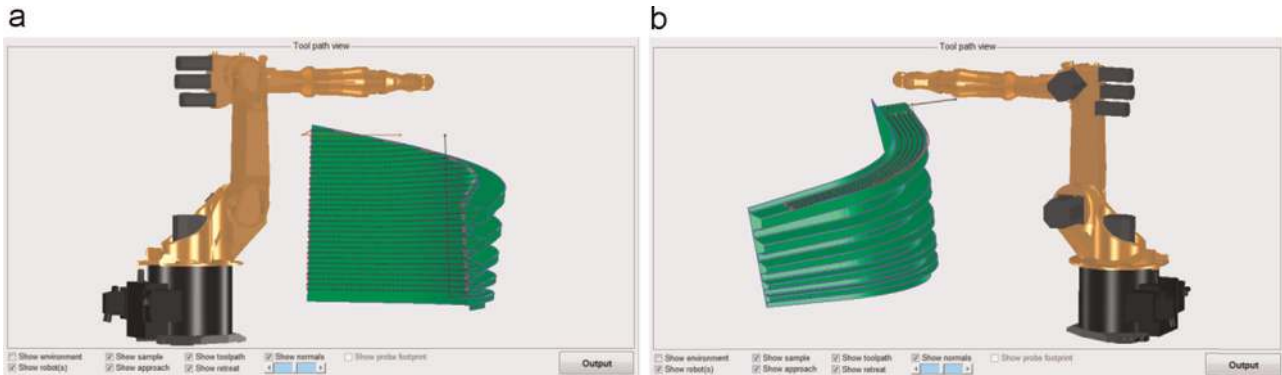 a
b
Tool path view
Tool path view
Show environment Show sample Show toolpath Show normals Show probe footprint
Show robot(s) Show approach Show retreat Output
Show environment Show sample Show toolpath Show normals Show probe footprint
Show robot(s) Show approach Show retreat Output